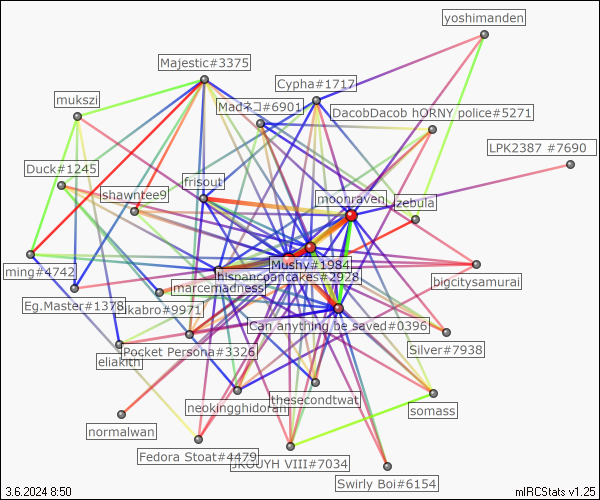 yoshimanden
Majestic#3375
Cypha#1717
mukszi
Madネコ#6901
DacobDacob hORNY police#5271
LPK2387 #7690
Duck#1245
frisout
shawntee9
moonraven
zebula
Mushy#1984
ming#4742
hispancpancakes#2928
bigcitysamurai
marcemadness
Eg.Master#1378
ikabro#9971
Can anything be saved#0396
Pocket Persona#3326
Silver#7938
eliakith
thesecondtwat
neokingghidorah
somass
normalwan
Fedora Stoat#4479
JKOUYH VIII#7034
Swirly Boi#6154
3.6.2024 8:50
mIRCStats v1.25